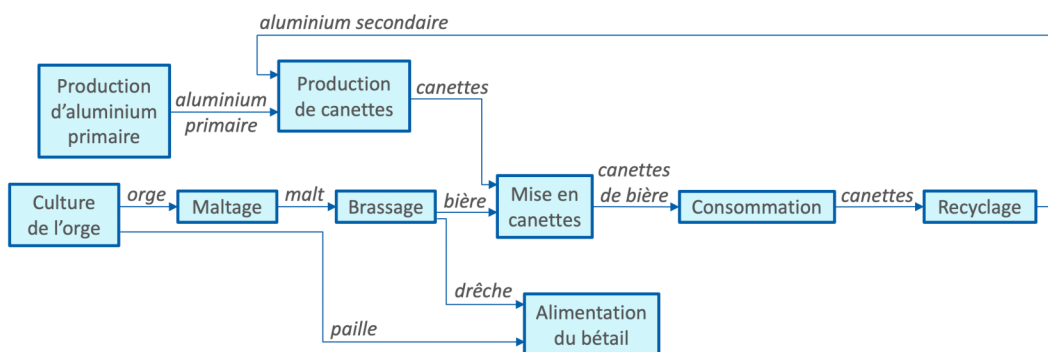 aluminium secondaire
Production
d'aluminium
primaire
aluminium
primaire
Production
de canettes
canettes
Culture
de l'orge
orge
Maltage
malt
Brassage
bière
Mise en
canettes
canettes
de bière
Consommation
canettes
Recyclage
drêche
paille
Alimentation
du bétail